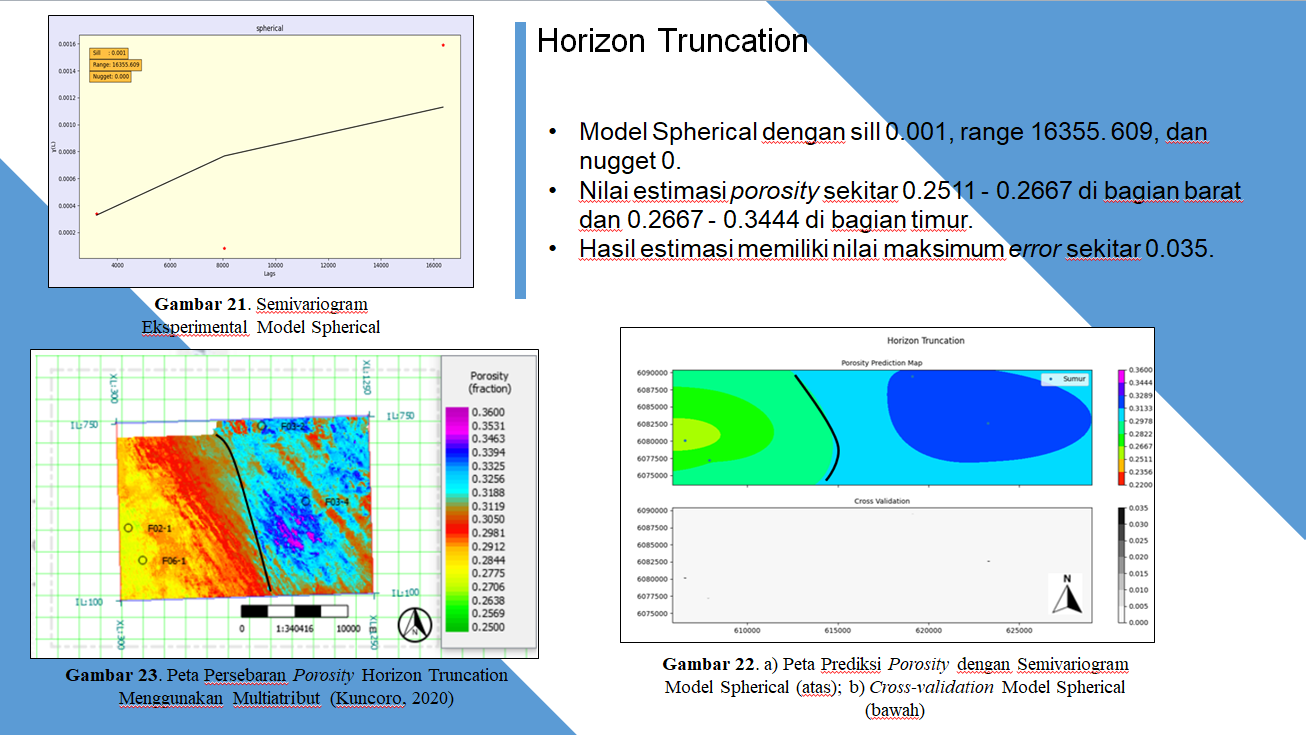 spherical
0.0016
0.0014
0.0012
0.0010
0.0008
0.0006
0.0004
0.0002
Sill : 0.001
Range: 16355.609
Nugget: 0.000
4000 6000 8000 10000 12000 14000 16000
Lags
Gambar 21. Semivariogram
Eksperimental Model Spherical
Horizon Truncation
• Model Spherical dengan sill 0.001, range 16355.609, dan
nugget 0.
• Nilai estimasi porosity sekitar 0.2511 - 0.2667 di bagian barat
dan 0.2667 - 0.3444 di bagian timur.
• Hasil estimasi memiliki nilai maksimum error sekitar 0.035.
XL:300
XL:1250
IL:750
IL:750
F03-4
F02-1
F06-1
IL:100
IL:100
XL:300
0 1:340416 10000
N
Porosity
(fraction)
0.3600
0.3531
0.3463
0.3394
0.3325
0.3256
0.3188
0.3119
0.3050
0.2981
0.2912
0.2844
0.2775
0.2706
0.2638
0.2569
0.2500
Gambar 23. Peta Persebaran Porosity Horizon Truncation
Menggunakan Multiatribut (Kuncoro, 2020)
Horizon Truncation
Porosity Prediction Map
6090000
6087500
6085000
6082500
6080000
6077500
6075000
Sumur
0.3600
0.3444
0.3289
0.3133
0.2978
0.2822
0.2667
0.2511
0.2356
0.2200
Cross Validation
6090000
6087500
6085000
6082500
6080000
6077500
6075000
N
610000 615000 620000 625000
0.035
0.030
0.025
0.020
0.015
0.010
0.005
0.000
Gambar 22. a) Peta Prediksi Porosity dengan Semivariogram
Model Spherical (atas); b) Cross-validation Model Spherical
(bawah)